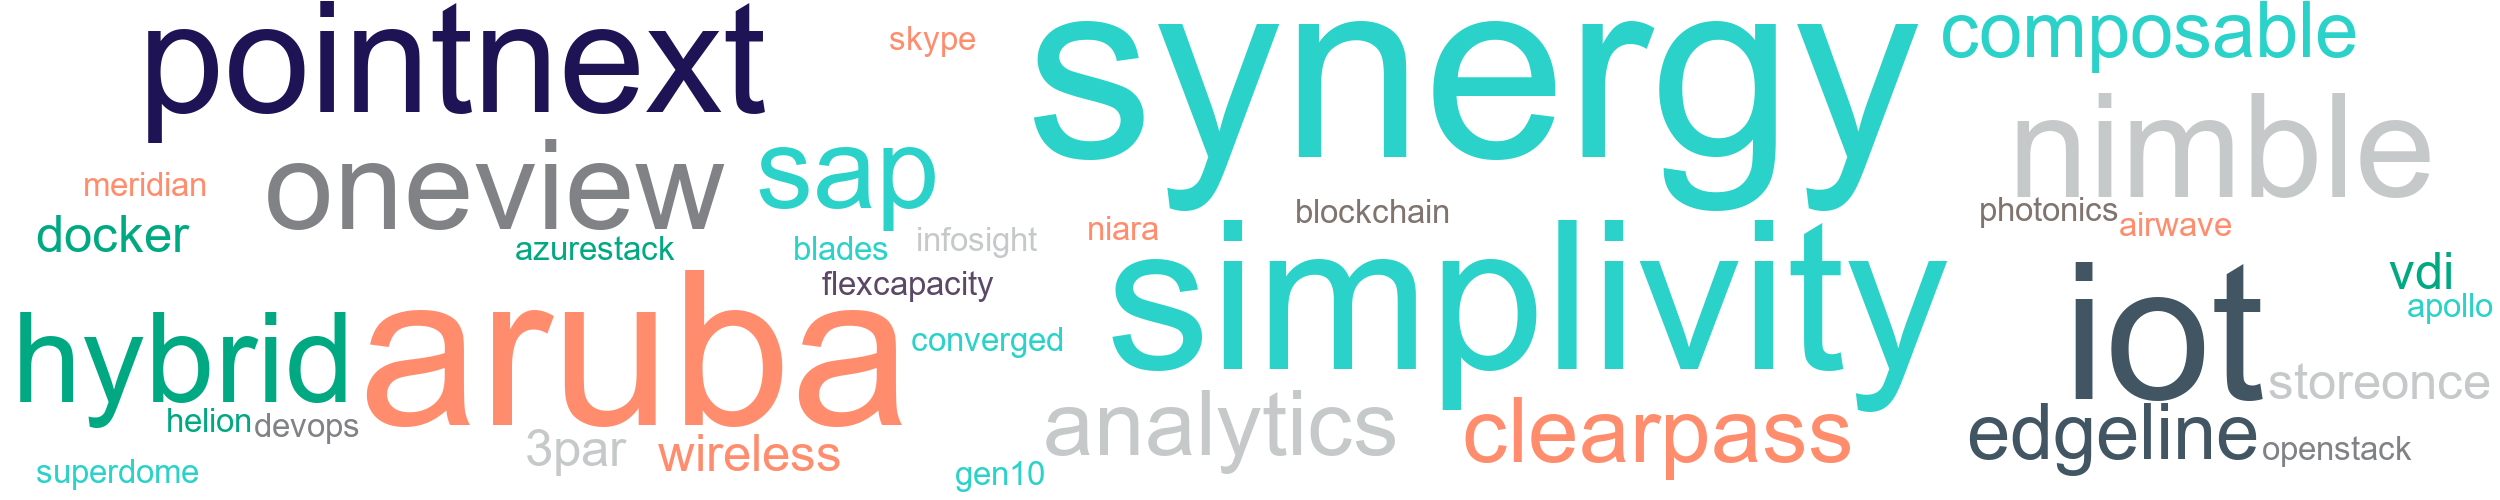 pointnext
skype
synergy
composable
nimble
oneview
sap
meridian
docker
azurestack
blades
infosight
niara
blockchain
photonics
airwave
flexcapacity
simplivity
iot
vdi
apollo
hybrid
aruba
converged
storeonce
helion
devops
3par
wireless
analytics
clearpass
edgeline
openstack
superdome
gen10